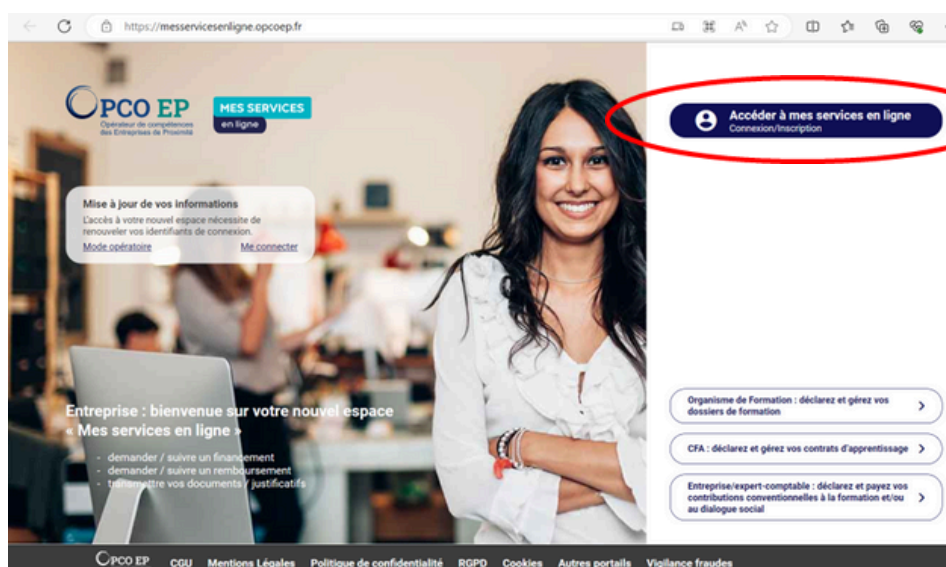 https://messervicesenligne.opcoep.fr
OPCO EP
Opérateur de compétences
des Entreprises de Proximité
MES SERVICES
en ligne
Accéder à mes services en ligne
Connexion/Inscription
Mise à jour de vos informations
L'accès à votre nouvel espace nécessite de
renouveler vos identifiants de connexion.
Mode opératoire Me connecter
Entreprise : bienvenue sur votre nouvel espace
« Mes services en ligne »
- demander / suivre un financement
- demander / suivre un remboursement
- transmettre vos documents / justificatifs
Organisme de Formation : déclarez et gérez vos
dossiers de formation
CFA : déclarez et gérez vos contrats d'apprentissage
Entreprise/expert-comptable : déclarez et payez vos
contributions conventionnelles à la formation et/ou
au dialogue social
OPCO EP CGU Mentions Légales Politique de confidentialité RGPD Cookies Autres portails Vigilance fraudes